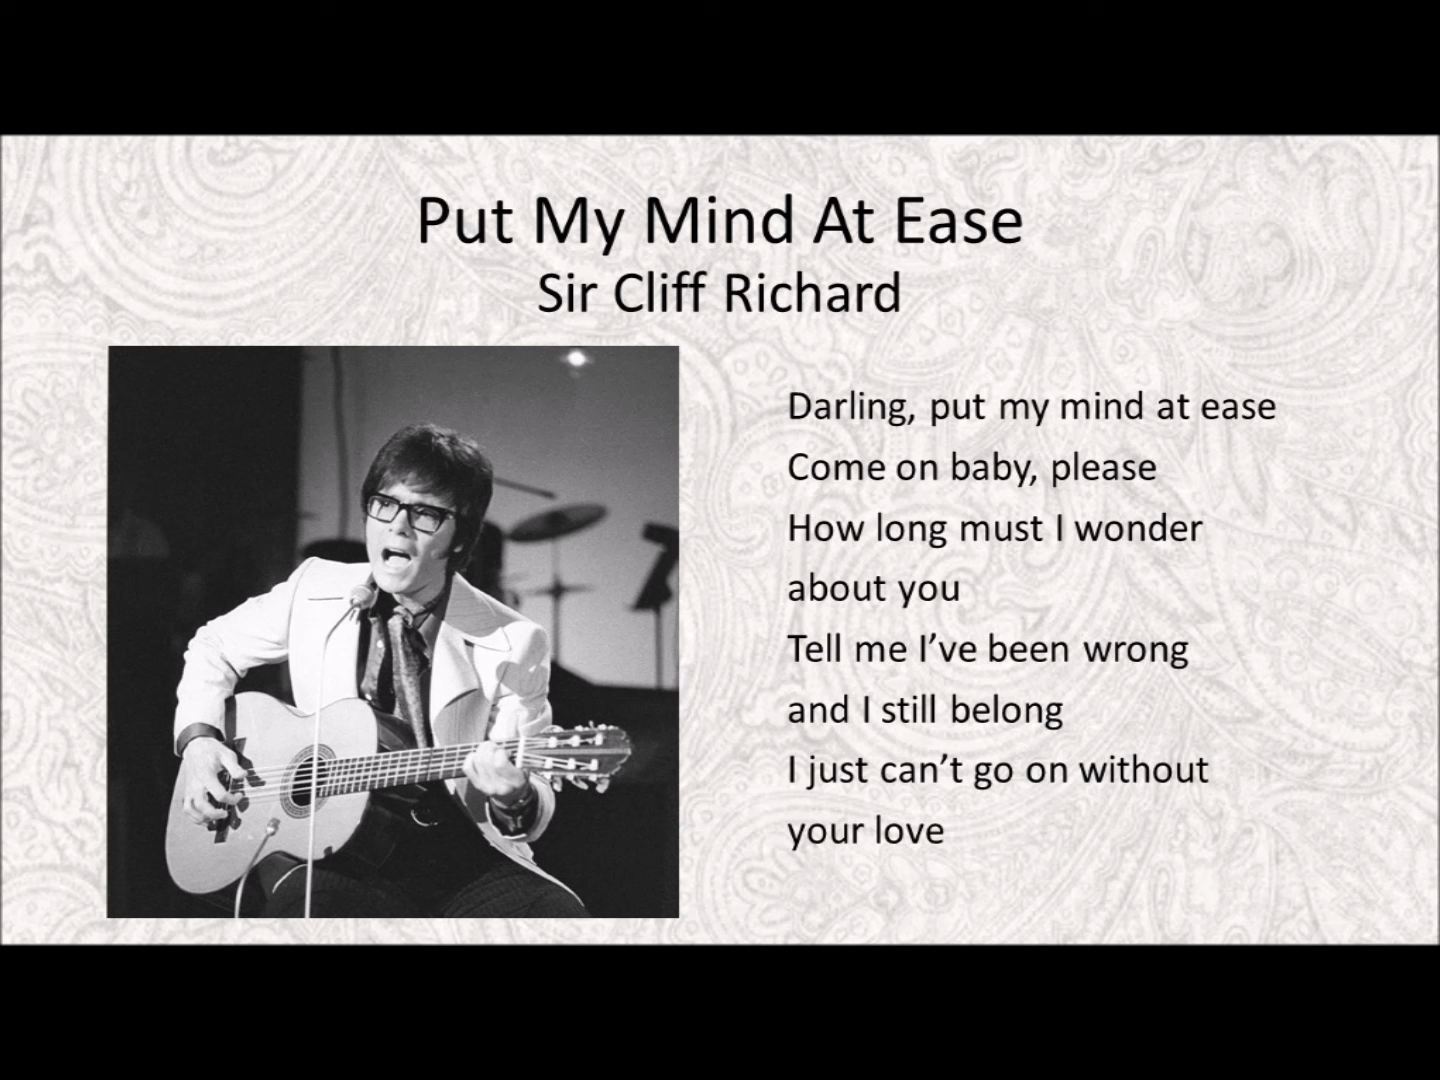 Put My Mind At Ease
Sir Cliff Richard
Darling, put my mind at ease
Come on baby, please
How long must I wonder
about you
Tell me I’ve been wrong
and I still belong
I just can’t go on without
your love